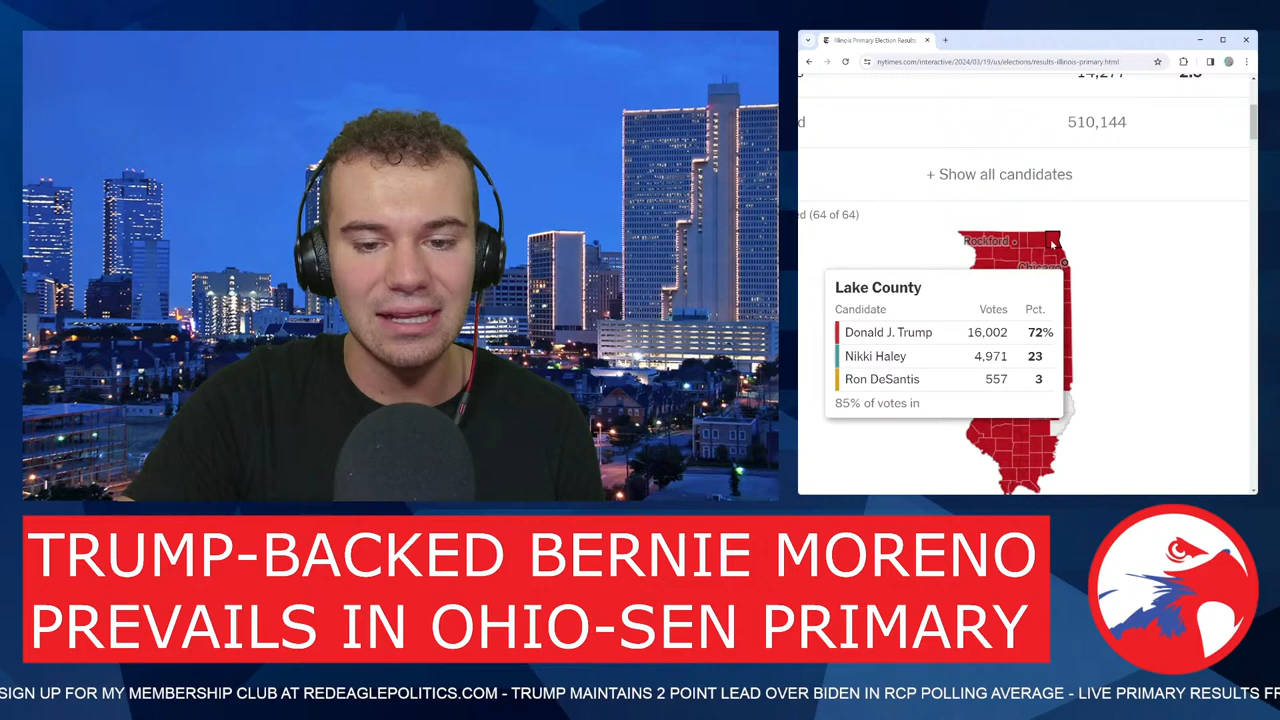 Illinois Primary Election Results
nytimes.com/interactive/2024/03/19/us/elections/results-illinois-primary.html
510,144
+ Show all candidates
ed (64 of 64)
Rockford
Chicago
Lake County
Candidate Votes Pct.
Donald J. Trump 16,002 72%
Nikki Haley 4,971 23
Ron DeSantis 557 3
85% of votes in
TRUMP-BACKED BERNIE MORENO
PREVAILS IN OHIO-SEN PRIMARY
SIGN UP FOR MY MEMBERSHIP CLUB AT REDEAGLEPOLITICS.COM - TRUMP MAINTAINS 2 POINT LEAD OVER BIDEN IN RCP POLLING AVERAGE - LIVE PRIMARY RESULTS FR